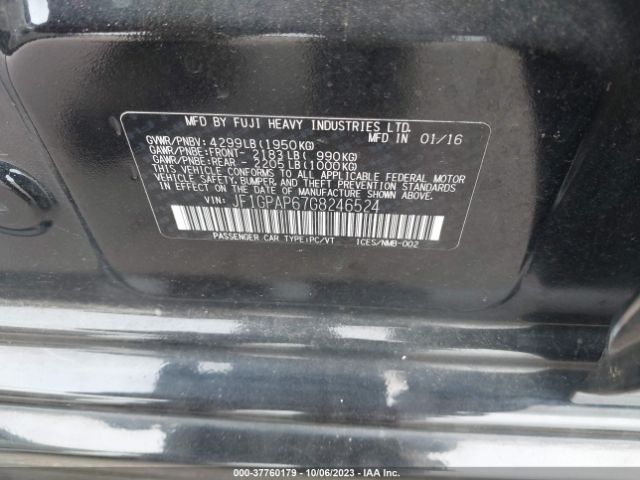 MFD BY FUJI HEAVY INDUSTRIES LTD.
MFD IN 01/16
GVWR/PNBV: 4299LB(1950KG)
GAWR/PNBE:FRONT - 2183LB( 990KG)
GAWR/PNBE:REAR - 2205LB(1000KG)
THIS VEHICLE CONFORMS TO ALL APPLICABLE FEDERAL MOTOR
VEHICLE SAFETY,BUMPER, AND THEFT PREVENTION STANDARDS
IN EFFECT ON THE DATE OF MANUFACTURE SHOWN ABOVE.
VIN: JF1GPAP67G8246524
PASSENGER CAR TYPE:PC/VT 1CES/NMB-002
000-37760179 - 10/06/2023 - Copyright IAA, LLC.